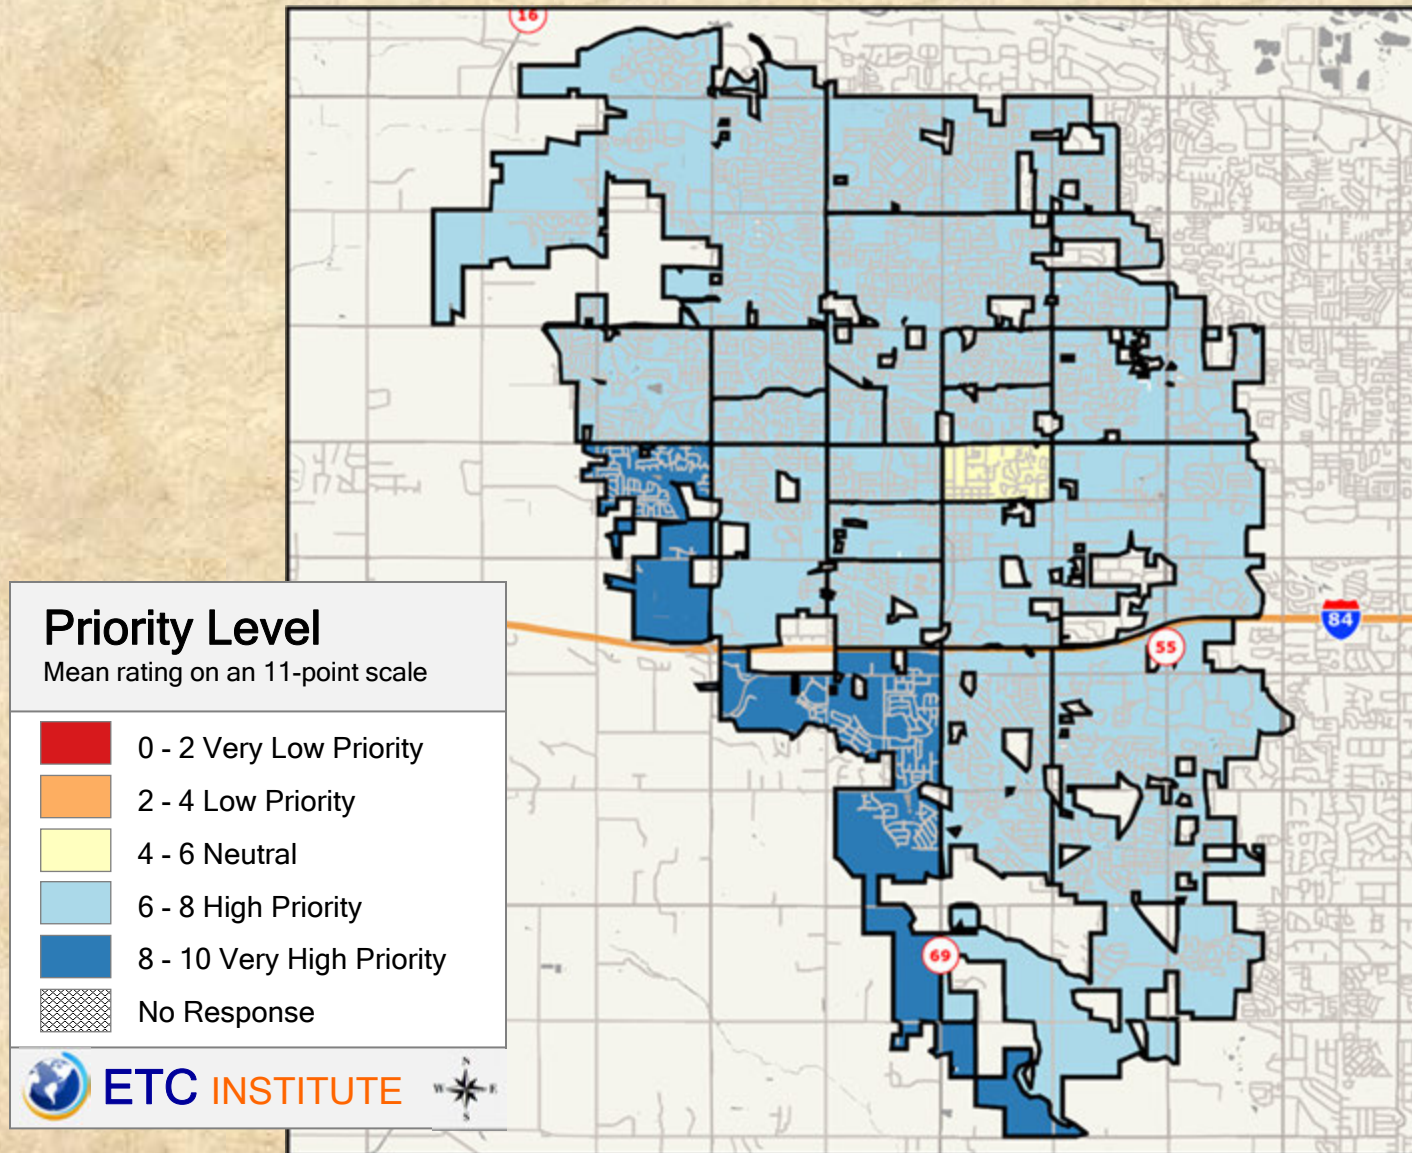 16
84
55
Priority Level
Mean rating on an 11-point scale
0 - 2 Very Low Priority
2 - 4 Low Priority
4 - 6 Neutral
6 - 8 High Priority
8 - 10 Very High Priority
69
No Response
ETC INSTITUTE
N
W E
S